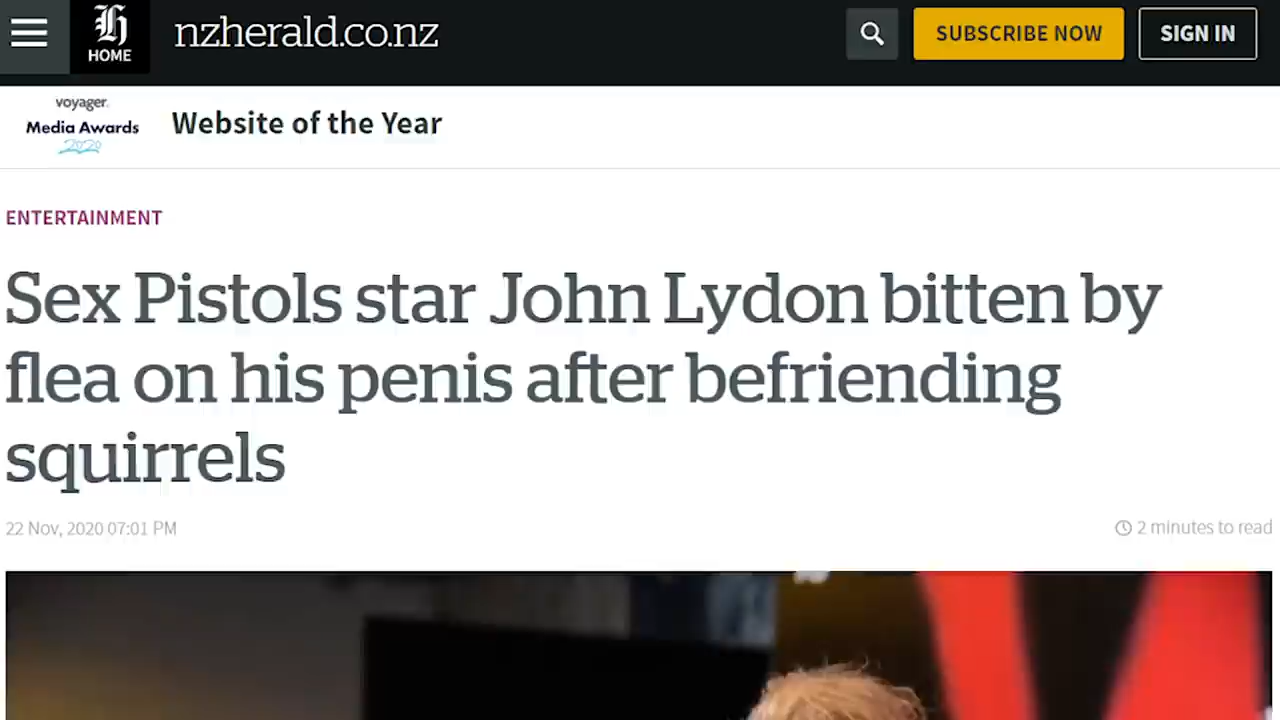 HOME
nzherald.co.nz
SUBSCRIBE NOW
SIGN IN
voyager
Media Awards
2020
Website of the Year
ENTERTAINMENT
Sex Pistols star John Lydon bitten by
flea on his penis after befriending
squirrels
22 Nov, 2020 07:01 PM
2 minutes to read